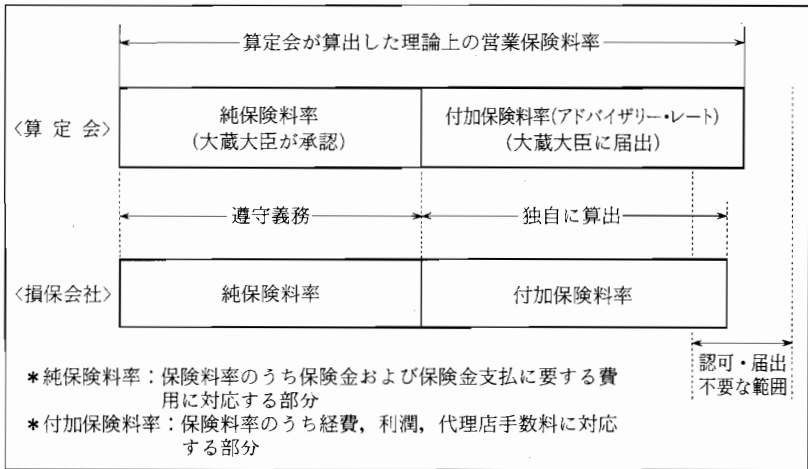 算定会が算出した理論上の営業保険料率
〈算定会〉
純保険料率
(大蔵大臣が承認)
付加保険料率(アドバイザリー・レート)
(大蔵大臣に届出)
遵守義務
独自に算出
〈損保会社〉
純保険料率
付加保険料率
認可・届出
不要な範囲
*純保険料率：保険料率のうち保険金および保険金支払に要する費
用に対応する部分
*付加保険料率：保険料率のうち経費，利潤，代理店手数料に対応
する部分